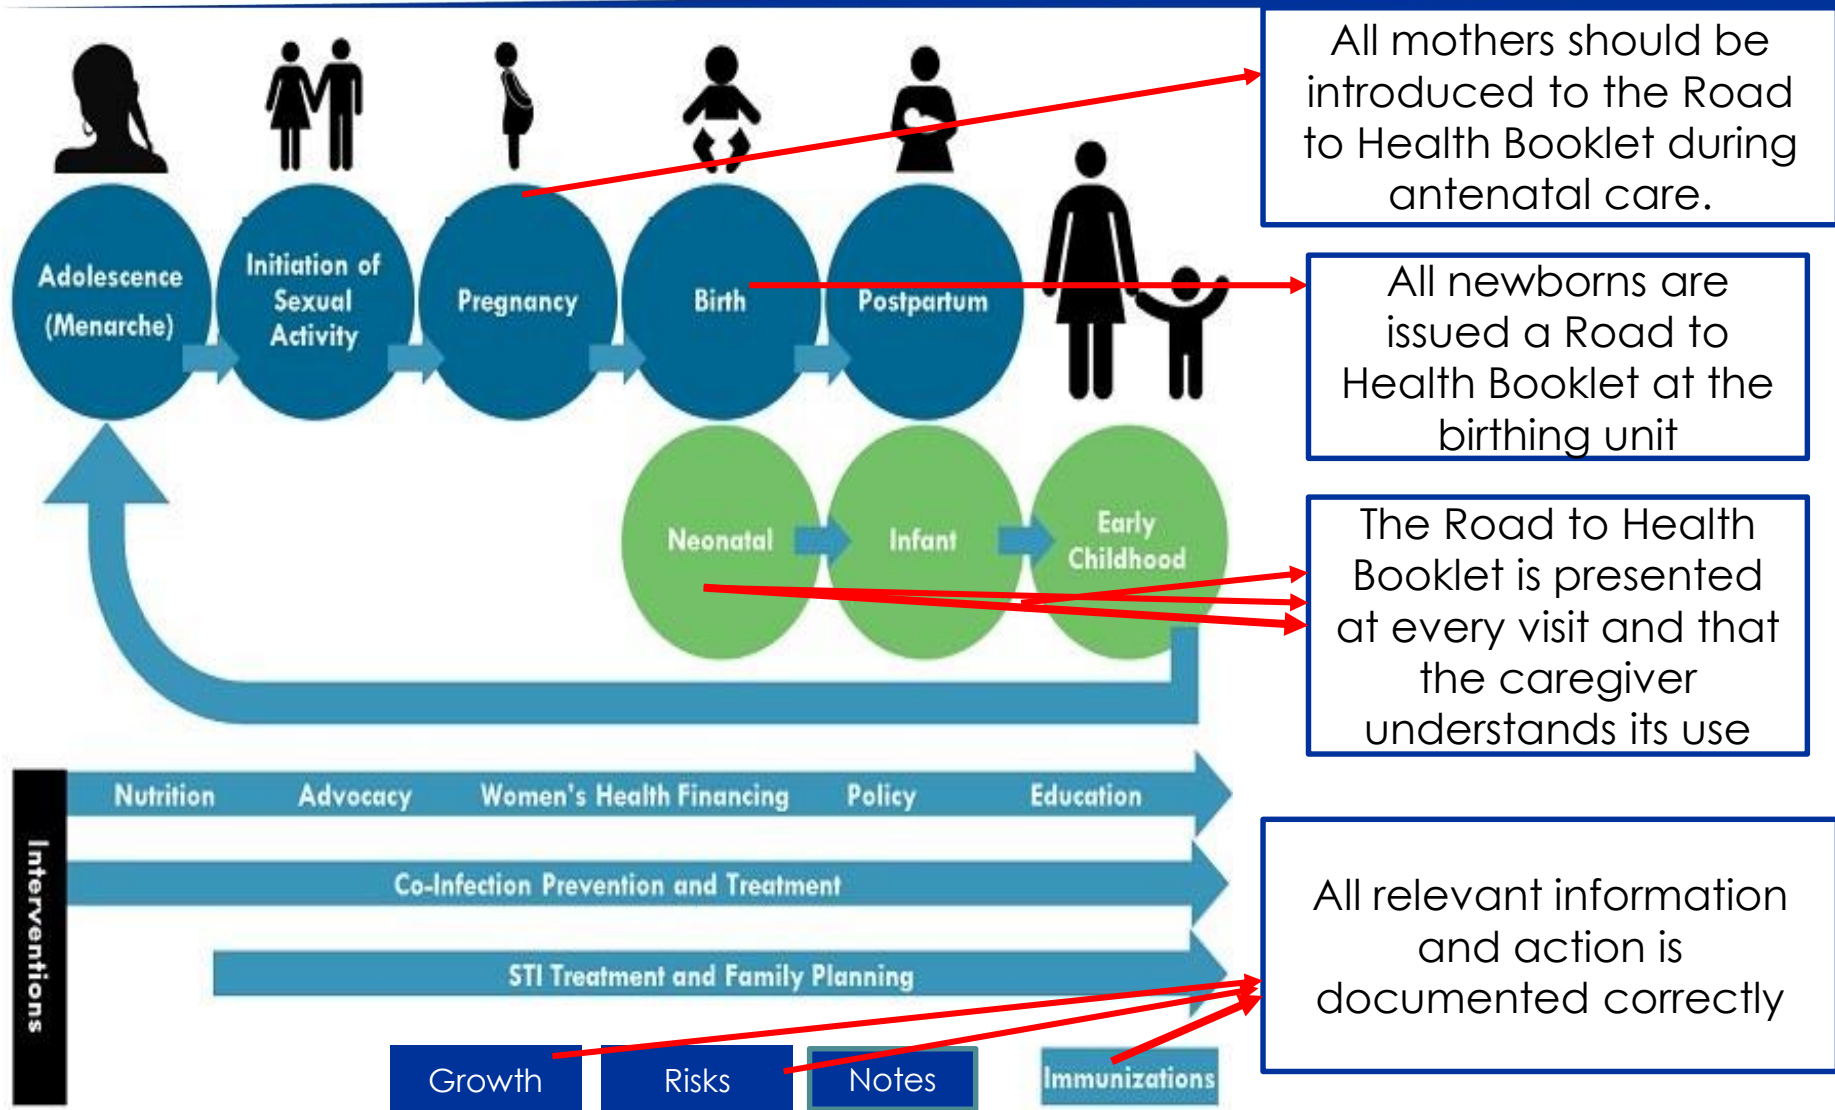 All mothers should be
introduced to the Road
to Health Booklet during
antenatal care.
Adolescence
(Menarche)
Initiation of
Sexual
Activity
Pregnancy
Birth
Postpartum
All newborns are
issued a Road to
Health Booklet at the
birthing unit
Neonatal
Infant
Early
Childhood
The Road to Health
Booklet is presented
at every visit and that
the caregiver
understands its use
Interventions
Nutrition
Advocacy
Women's Health Financing
Policy
Education
Co-Infection Prevention and Treatment
STI Treatment and Family Planning
All relevant information
and action is
documented correctly
Growth
Risks
Notes
Immunizations